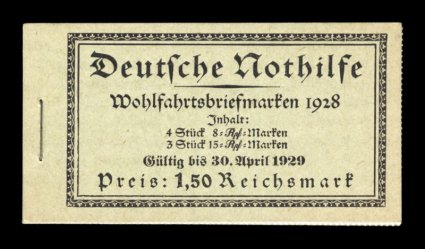 Deutsche Nothilfe
Wohlfahrtsbriefmarken 1928
Inhalt:
4 Stück 8=Rpf=Marken
3 Stück 15=Rpf=Marken
Gültig bis 30. April 1929
Preis: 1,50 Reichsmark